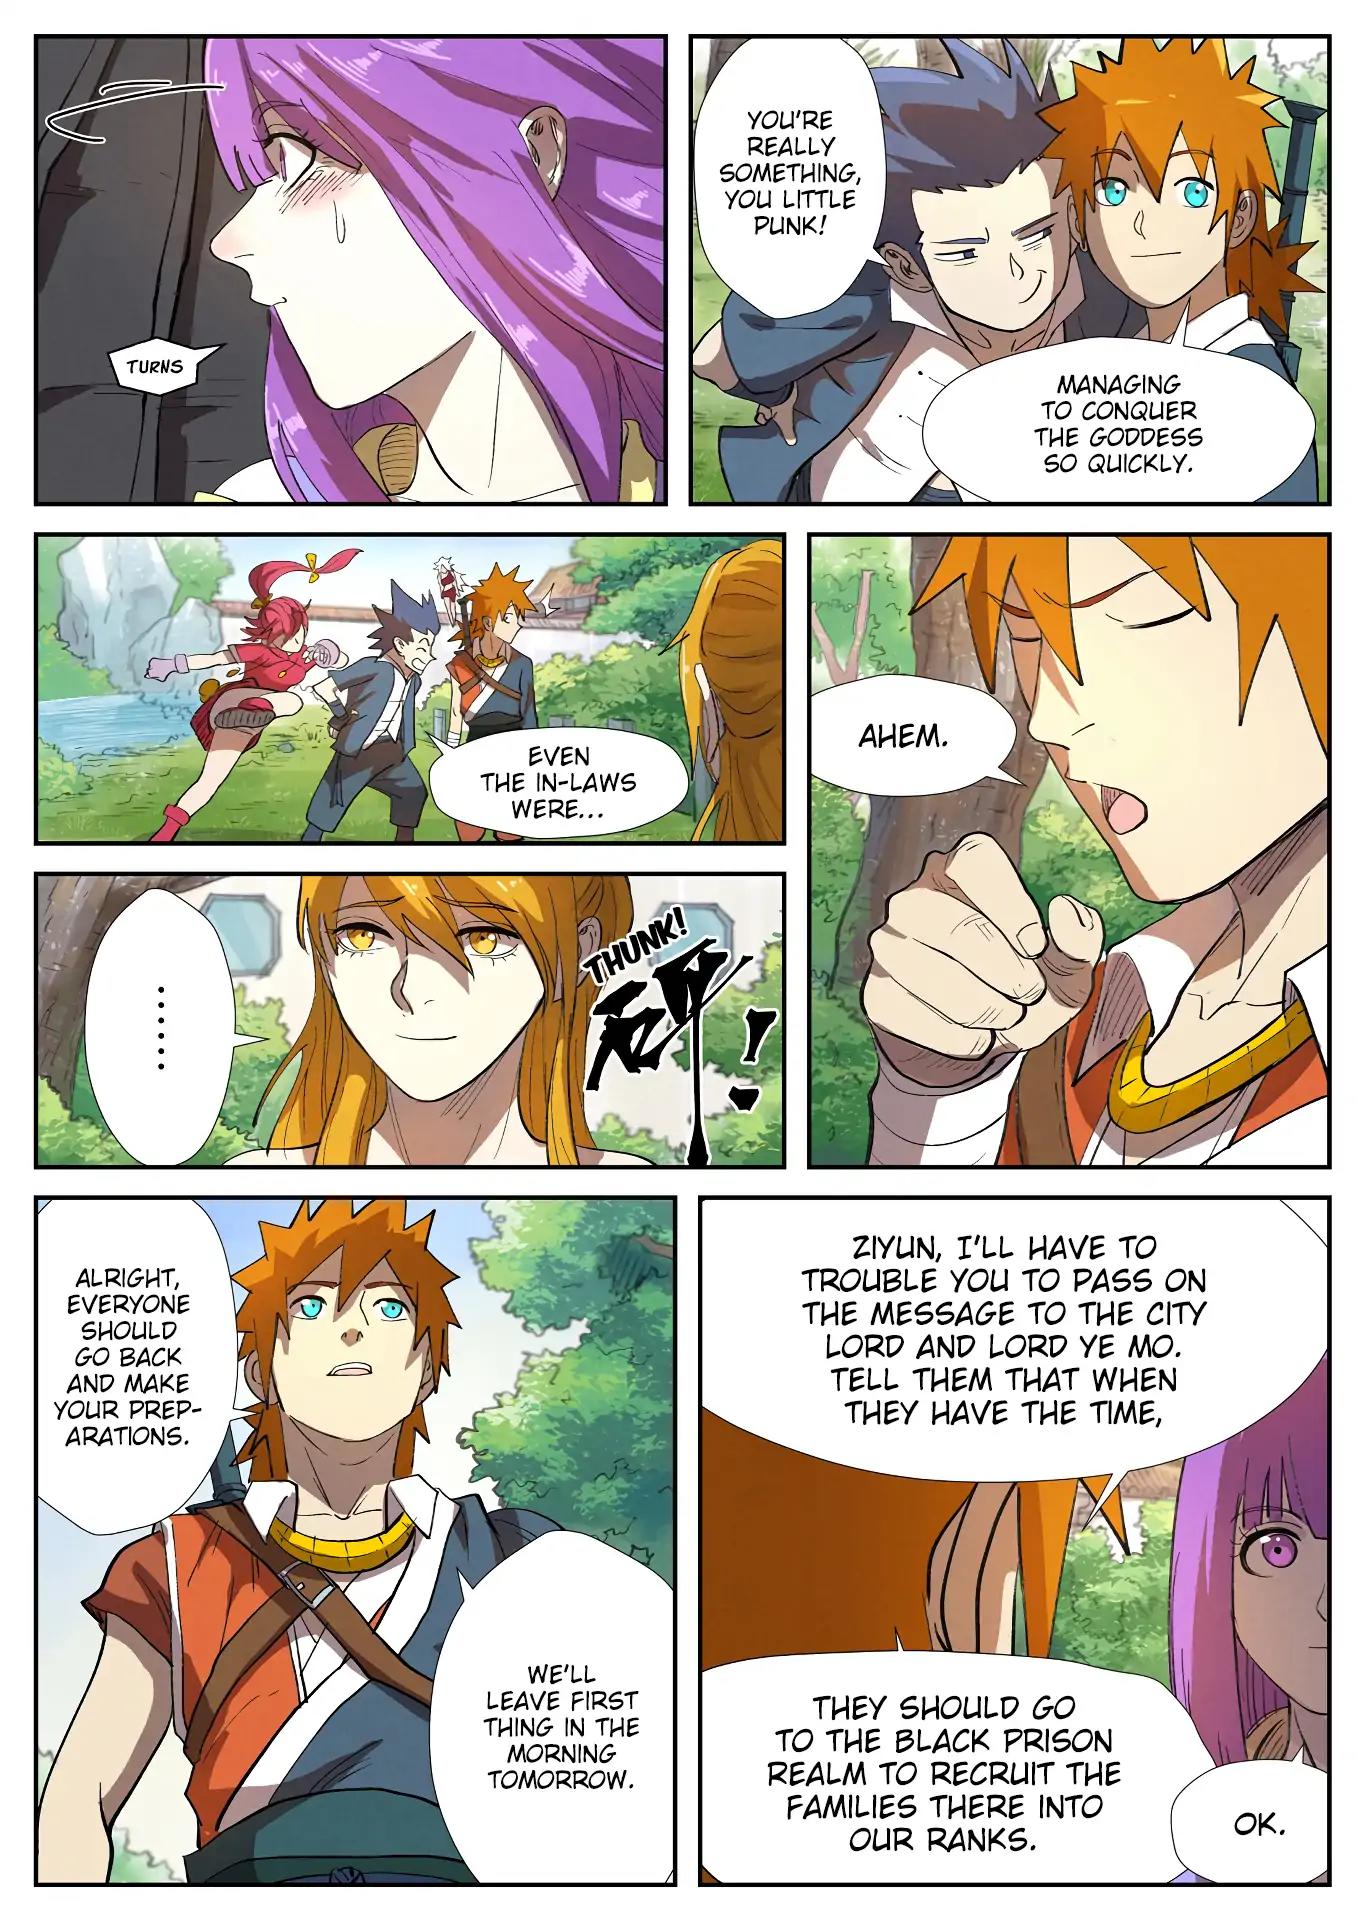 TURNS
YOU'RE
REALLY
SOMETHING,
YOU LITTLE
PUNK!
MANAGING
TO CONQUER
THE GODDESS
SO QUICKLY.
EVEN
THE IN-LAWS
WERE...
AHEM.
......
THUNK!
砰!
ALRIGHT,
EVERYONE
SHOULD
GO BACK
AND MAKE
YOUR PREP-
ARATIONS.
WE'LL
LEAVE FIRST
THING IN THE
MORNING
TOMORROW.
ZIYUN, I'LL HAVE TO
TROUBLE YOU TO PASS ON
THE MESSAGE TO THE CITY
LORD AND LORD YE MO.
TELL THEM THAT WHEN
THEY HAVE THE TIME,
THEY SHOULD GO
TO THE BLACK PRISON
REALM TO RECRUIT THE
FAMILIES THERE INTO
OUR RANKS.
OK.